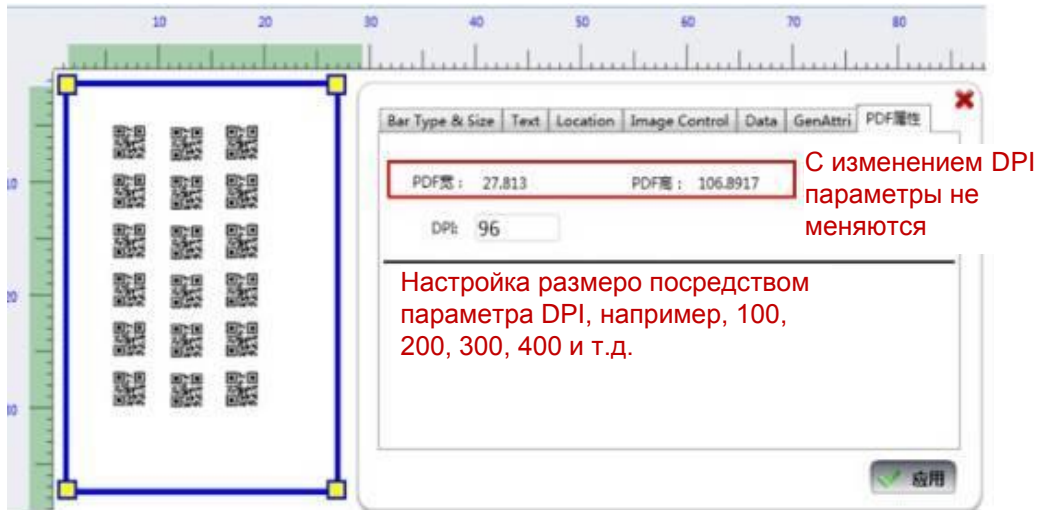 10 20 30 40 50 60 70 80
Bar Type & Size Text Location Image Control Data GenAttri PDF属性
С изменением DPI
PDF宽： 27.813 PDF高： 106.8917
параметры не
меняются
DPI: 96
Настройка размеро посредством
параметра DPI, например, 100,
200, 300, 400 и т.д.
10
20
30
应用